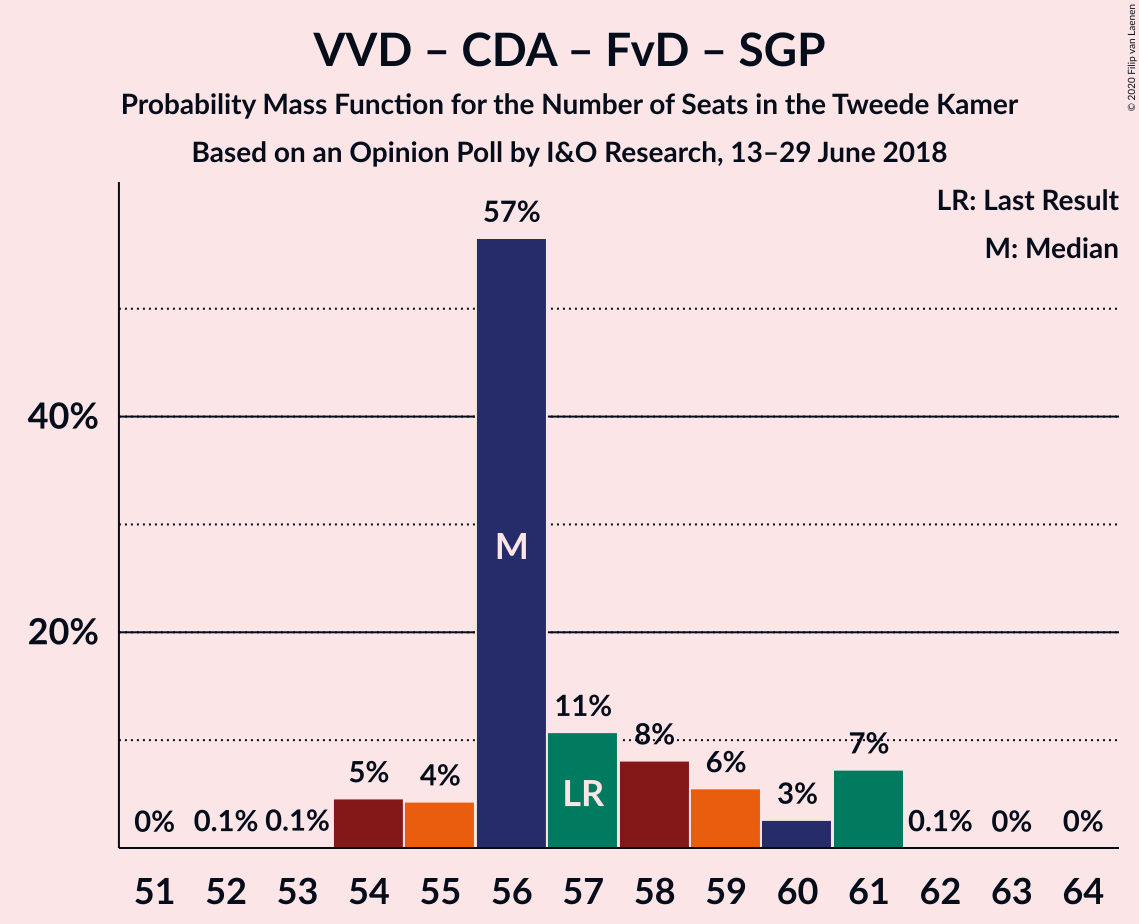 VVD – CDA – FvD – SGP
Probability Mass Function for the Number of Seats in the Tweede Kamer
Based on an Opinion Poll by I&O Research, 13–29 June 2018
© 2020 Filip van Laenen
LR: Last Result
M: Median
57%
40%
M
20%
11%
8%
7%
6%
5%
4%
3%
LR
0% 0.1% 0.1% 0.1% 0% 0%
51 52 53 54 55 56 57 58 59 60 61 62 63 64